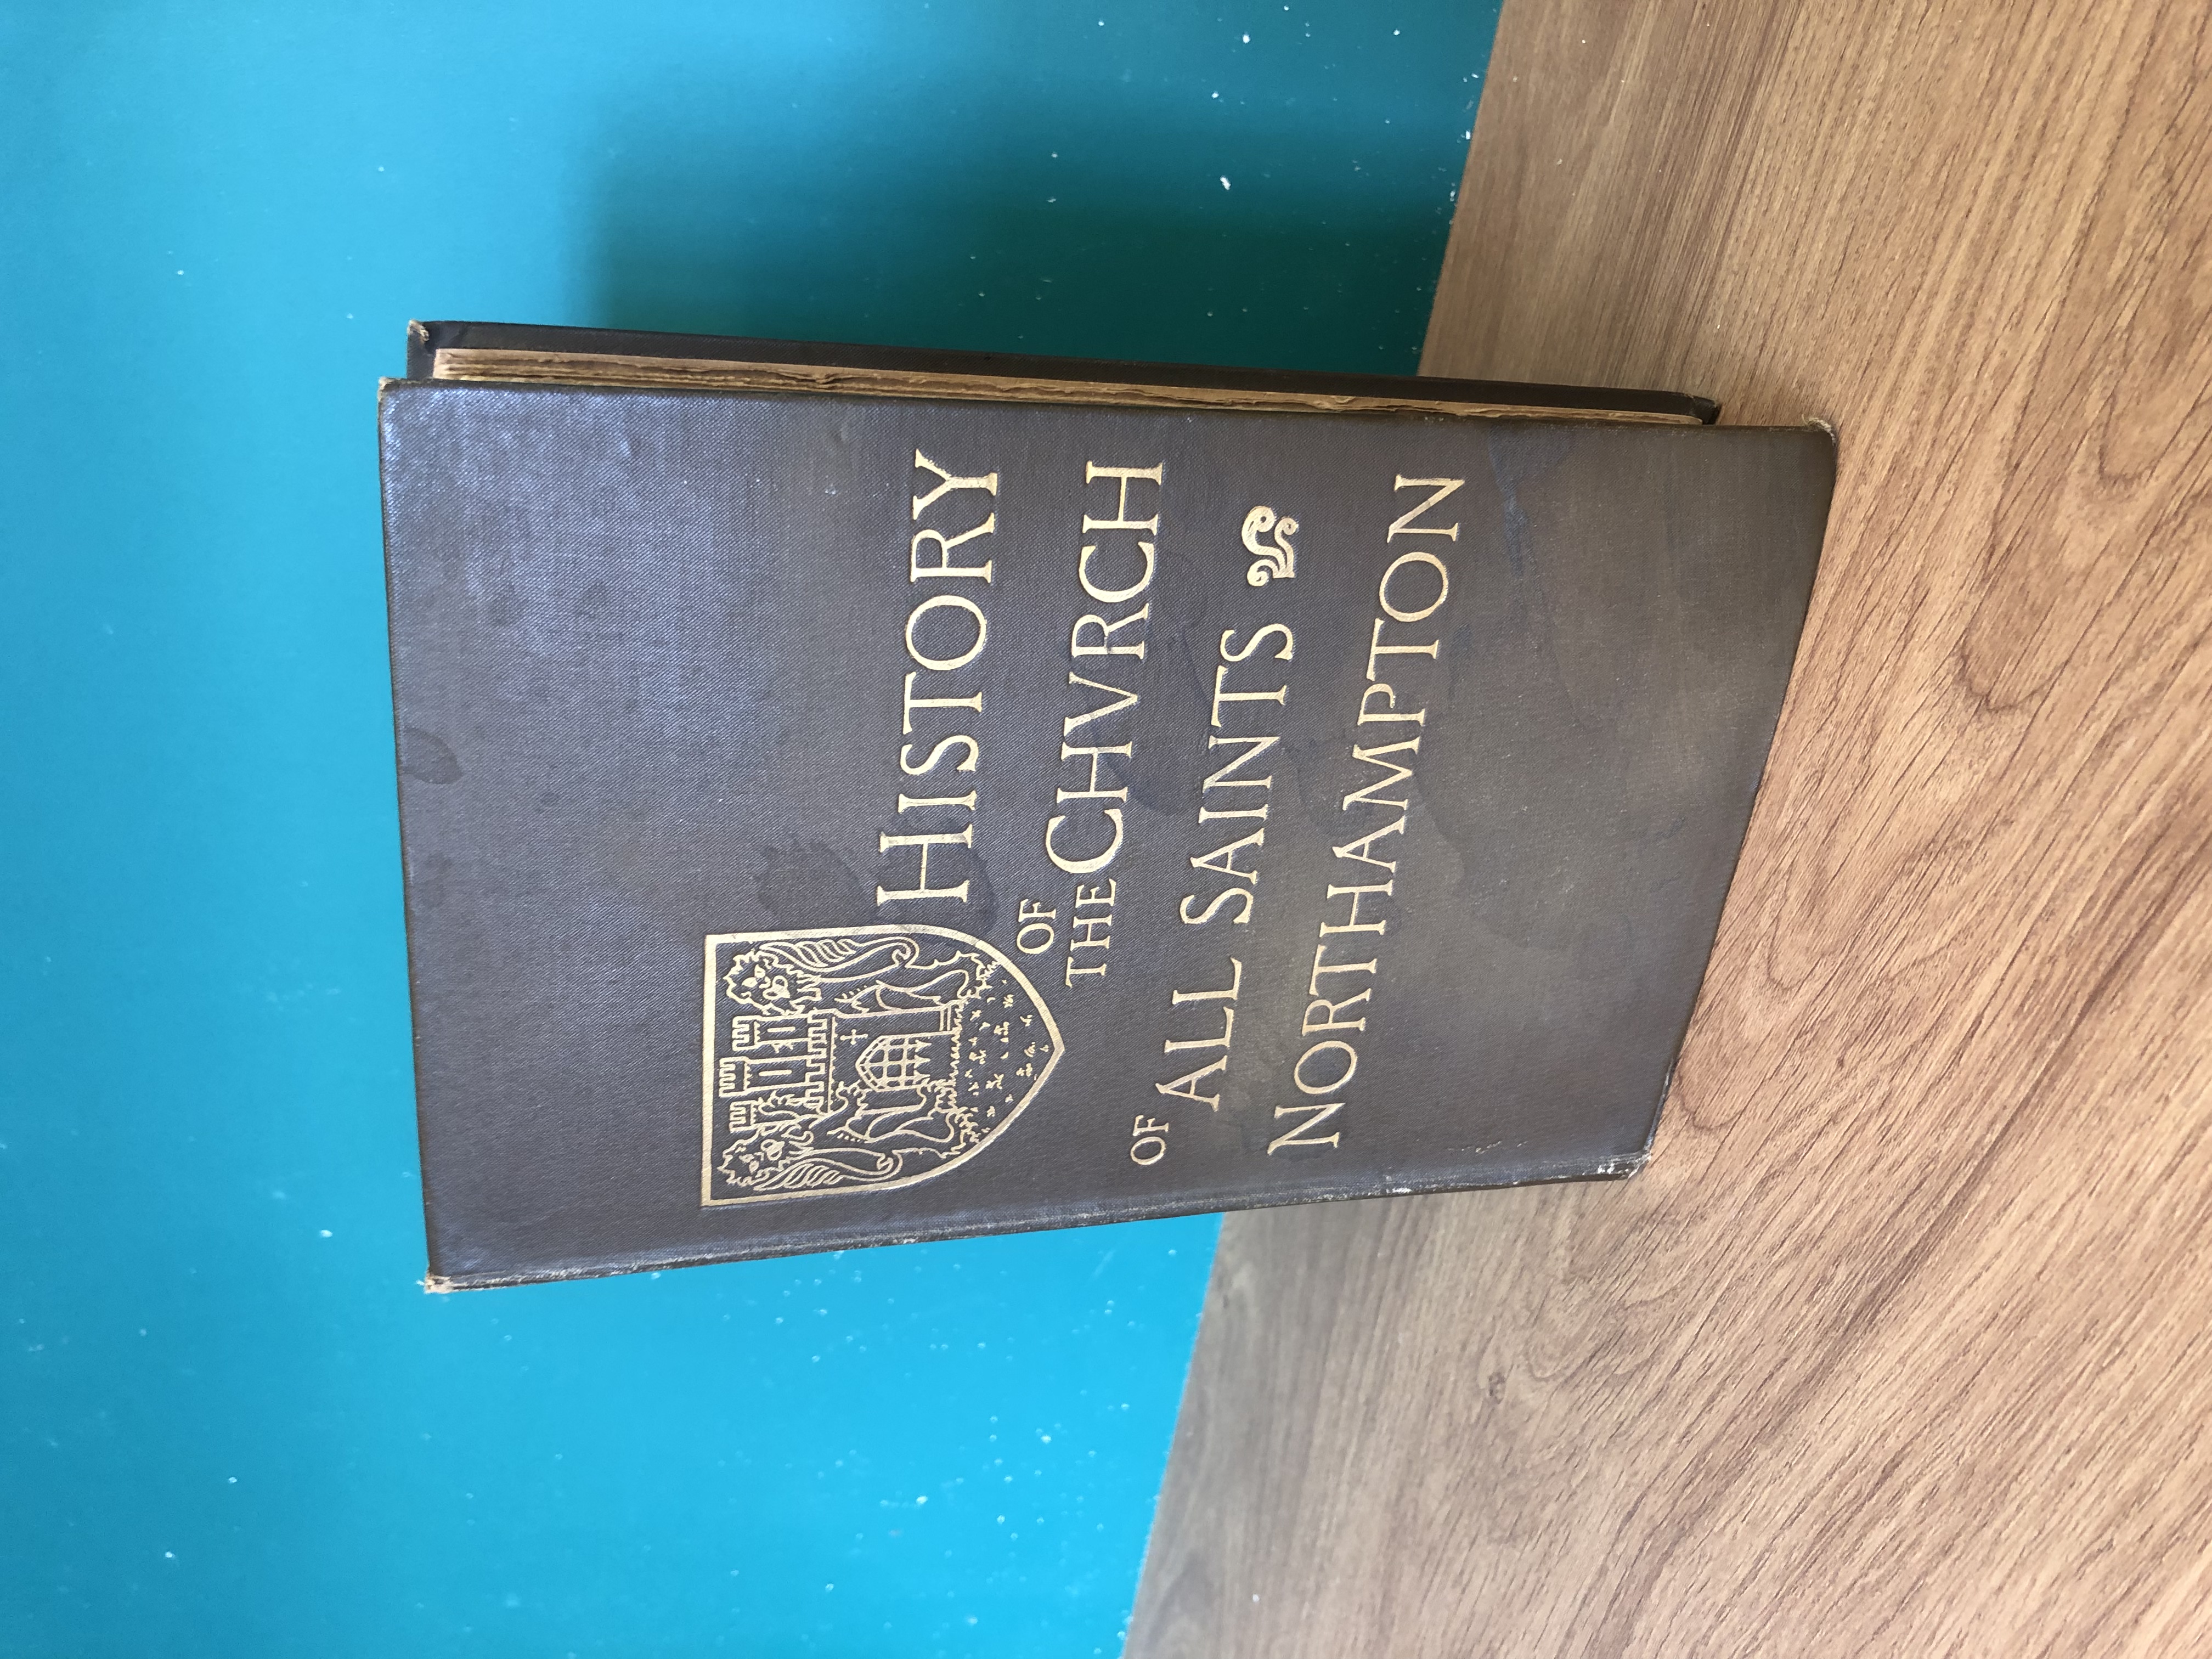 HISTORY
OF
THE CHVRCH
OF ALL SAINTS
NORTHAMPTON